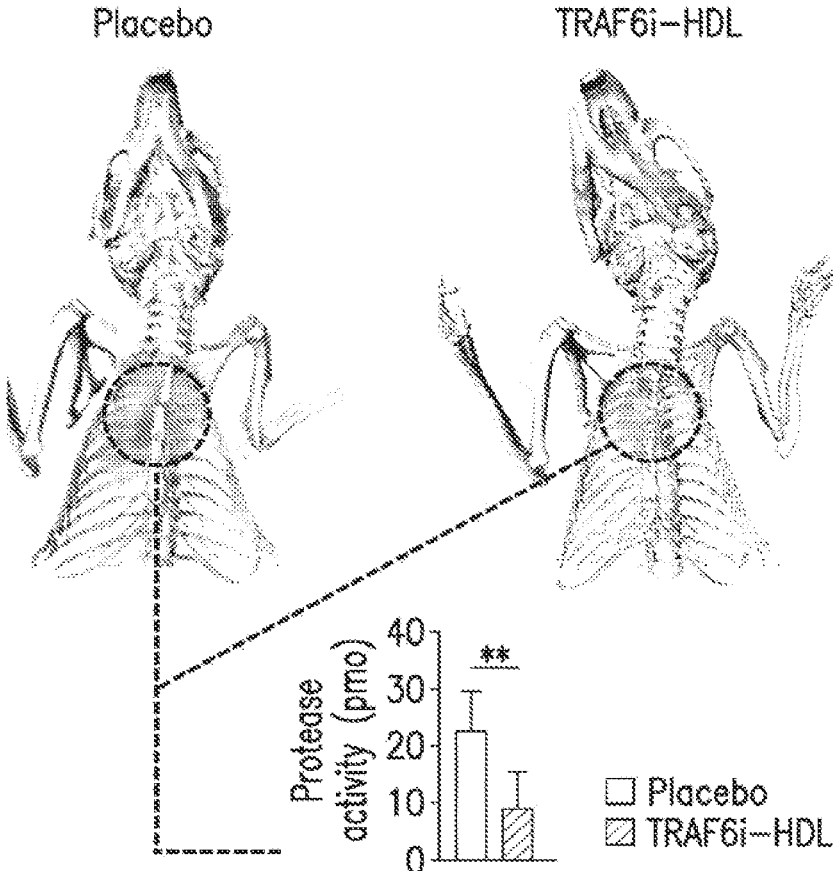 Placebo
TRAF6i-HDL
Protease
activity (pmo)
40
30
20
10
0
**
Placebo
TRAF6i-HDL